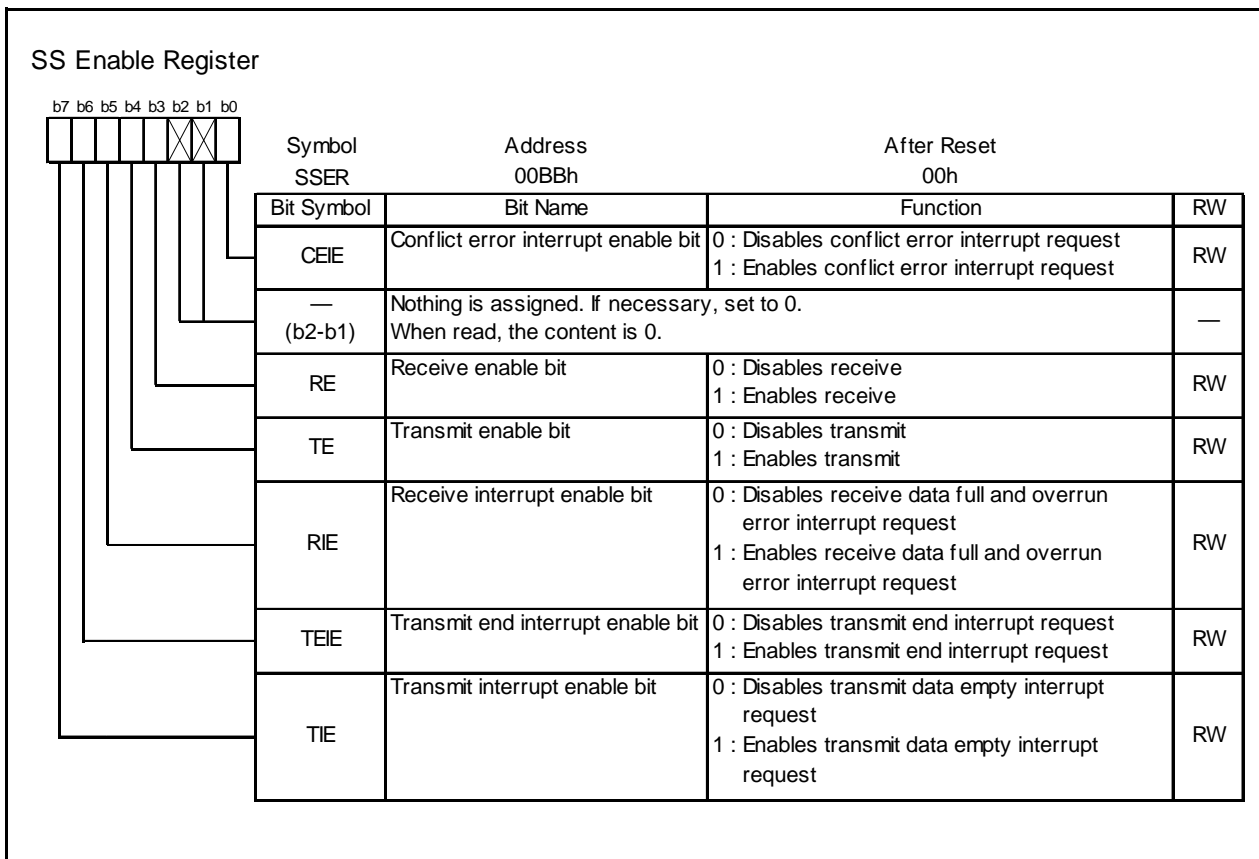 SS Enable Register
b7 b6 b5 b4 b3 b2 b1 b0
Symbol Address After Reset
SSER 00BBh 00h
Bit Symbol Bit Name Function RW
CEIE Conflict error interrupt enable bit 0 : Disables conflict error interrupt request
1 : Enables conflict error interrupt request RW
— Nothing is assigned. If necessary, set to 0.
(b2-b1) When read, the content is 0. —
RE Receive enable bit 0 : Disables receive
1 : Enables receive RW
TE Transmit enable bit 0 : Disables transmit
1 : Enables transmit RW
RIE Receive interrupt enable bit 0 : Disables receive data full and overrun
error interrupt request
1 : Enables receive data full and overrun
error interrupt request RW
TEIE Transmit end interrupt enable bit 0 : Disables transmit end interrupt request
1 : Enables transmit end interrupt request RW
TIE Transmit interrupt enable bit 0 : Disables transmit data empty interrupt
request
1 : Enables transmit data empty interrupt
request RW